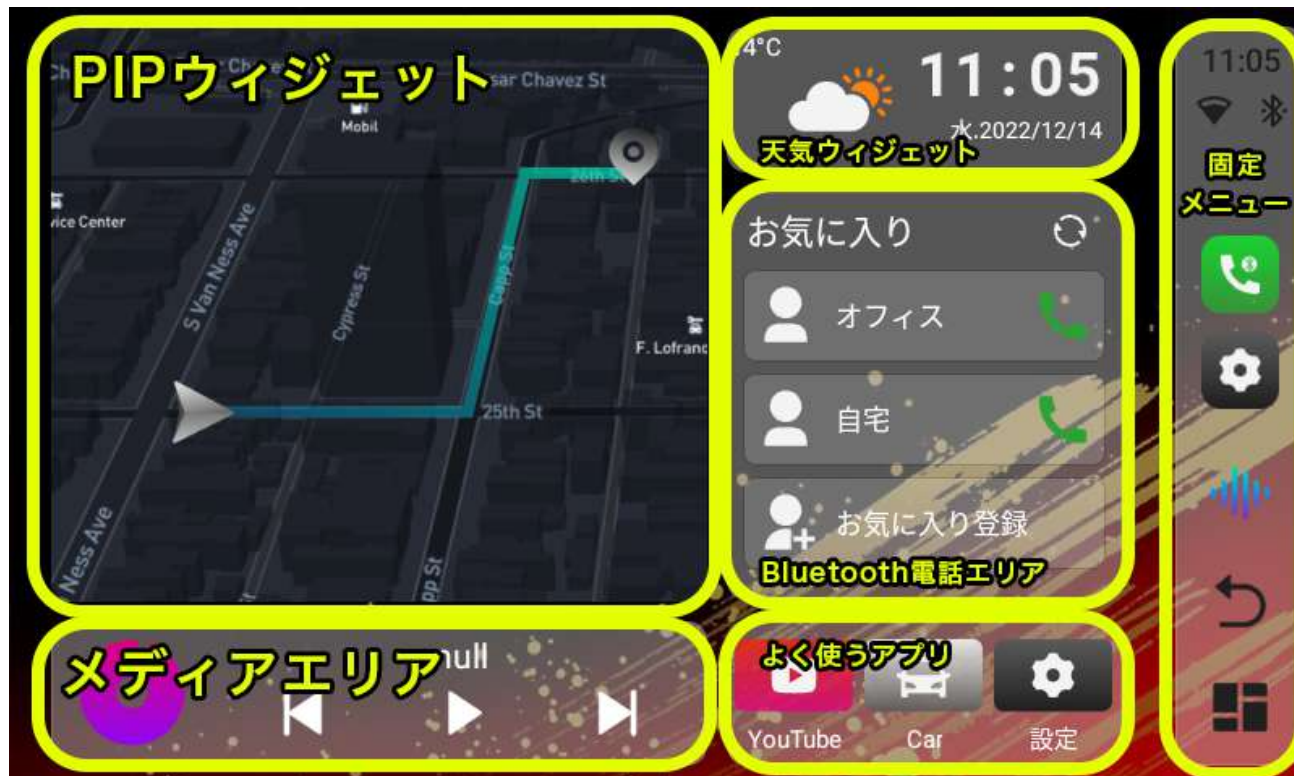 PIPウィジェット
sar Chavez St
Mobil
26th St
vice Center
S Van Ness Ave
Cypress St
Capp St
F. Lofranc
25th St
Ness Ave
pp St
4°C
11:05
水.2022/12/14
天気ウィジェット
お気に入り
オフィス
自宅
お気に入り登録
Bluetooth電話エリア
メディアエリア
null
よく使うアプリ
YouTube
Car
設定
11:05
固定
メニュー